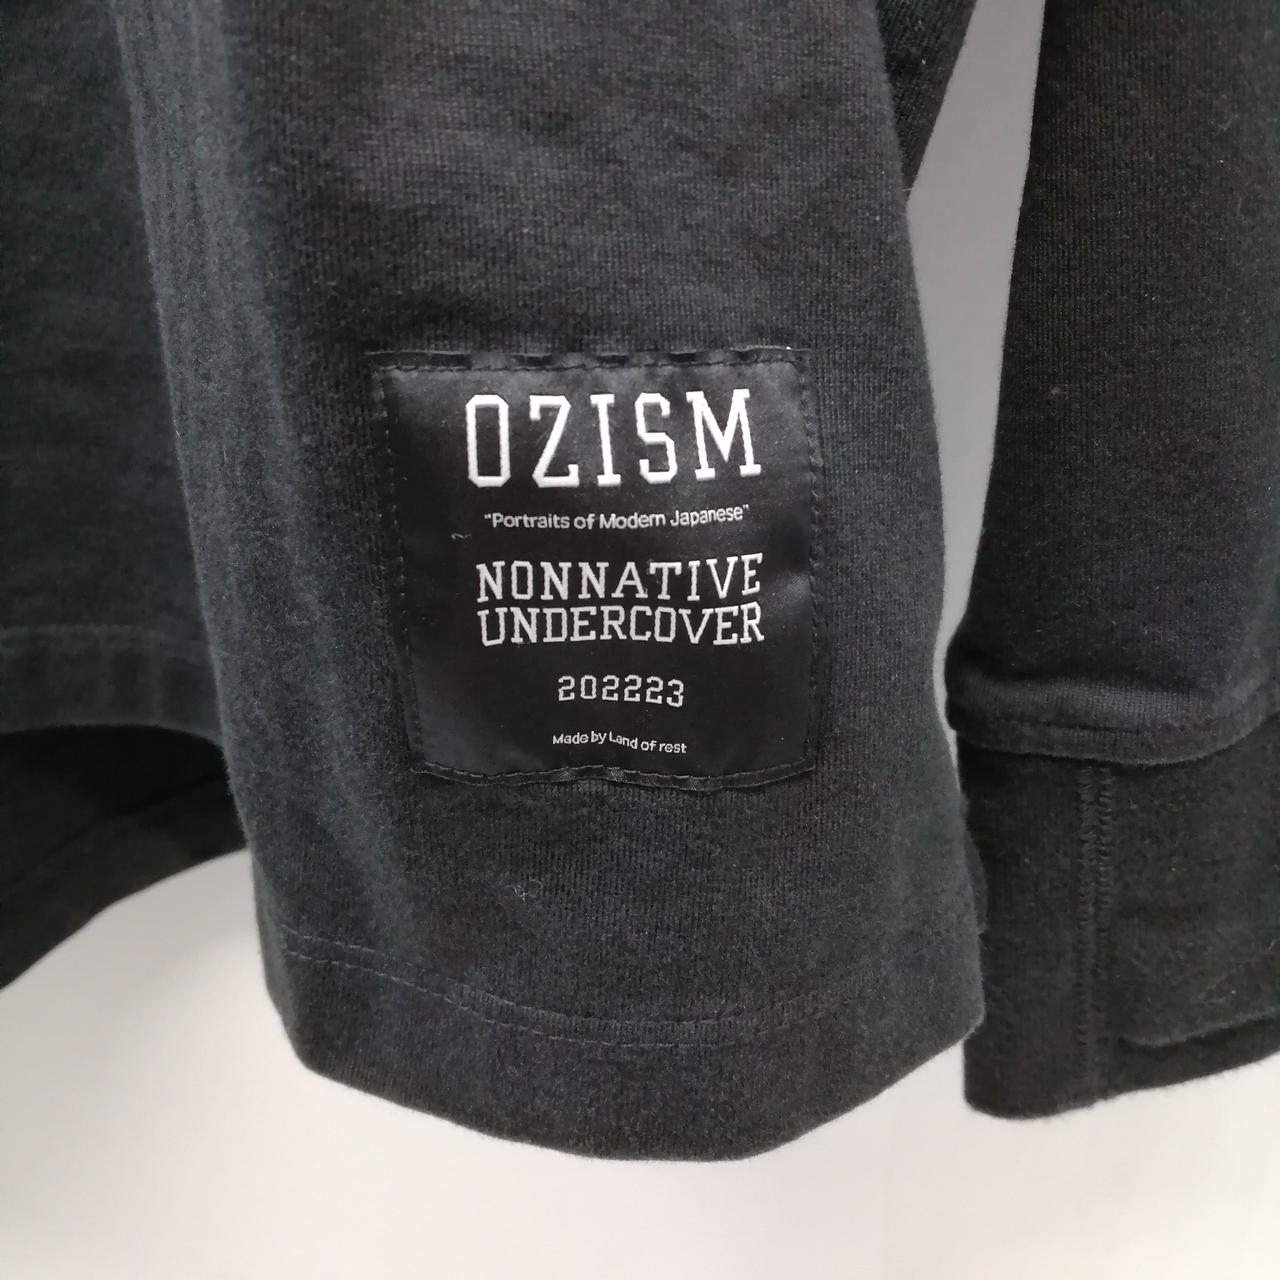 OZISM
"Portraits of Modern Japanese"
NONNATIVE
UNDERCOVER
202223
Made by Land of rest